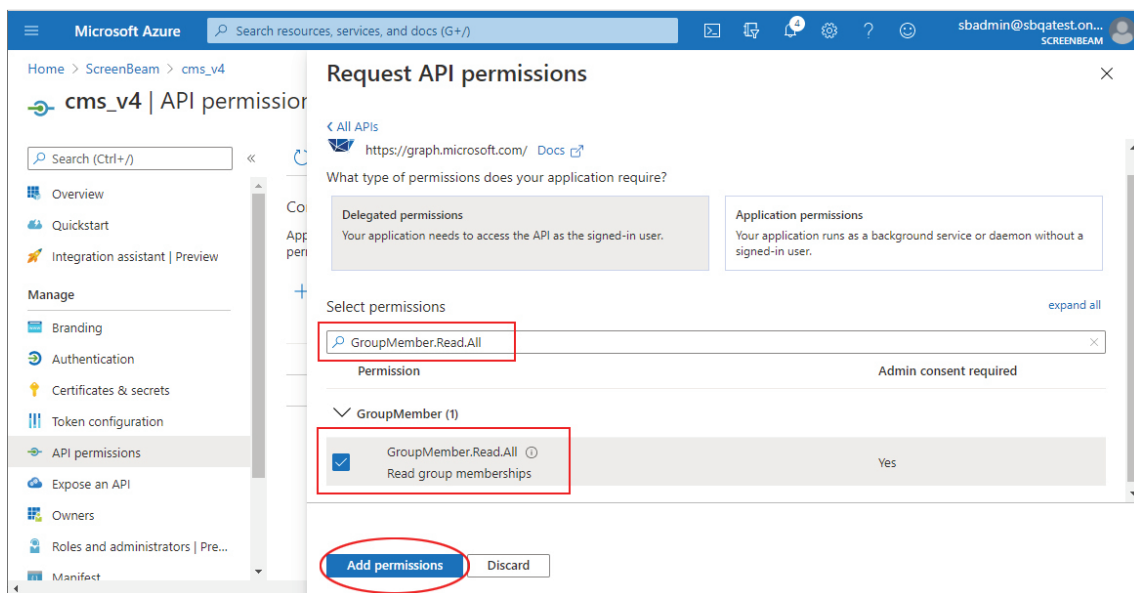 Microsoft Azure
Search resources, services, and docs (G+/)
4
sbadmin@sbqatest.on...
SCREENBEAM
Home > ScreenBeam > cms_v4
cms_v4 | API permission
Search (Ctrl+/)
«
Overview
Quickstart
Integration assistant | Preview
Manage
Branding
Authentication
Certificates & secrets
Token configuration
API permissions
Expose an API
Owners
Roles and administrators | Pre...
Manifest
Co
App
peri
Request API permissions
All APIs
https://graph.microsoft.com/ Docs
What type of permissions does your application require?
Delegated permissions
Your application needs to access the API as the signed-in user.
Application permissions
Your application runs as a background service or daemon without a
signed-in user.
Select permissions
expand all
GroupMember.Read.All
Permission
Admin consent required
GroupMember (1)
GroupMember.Read.All
Read group memberships
Yes
Add permissions
Discard